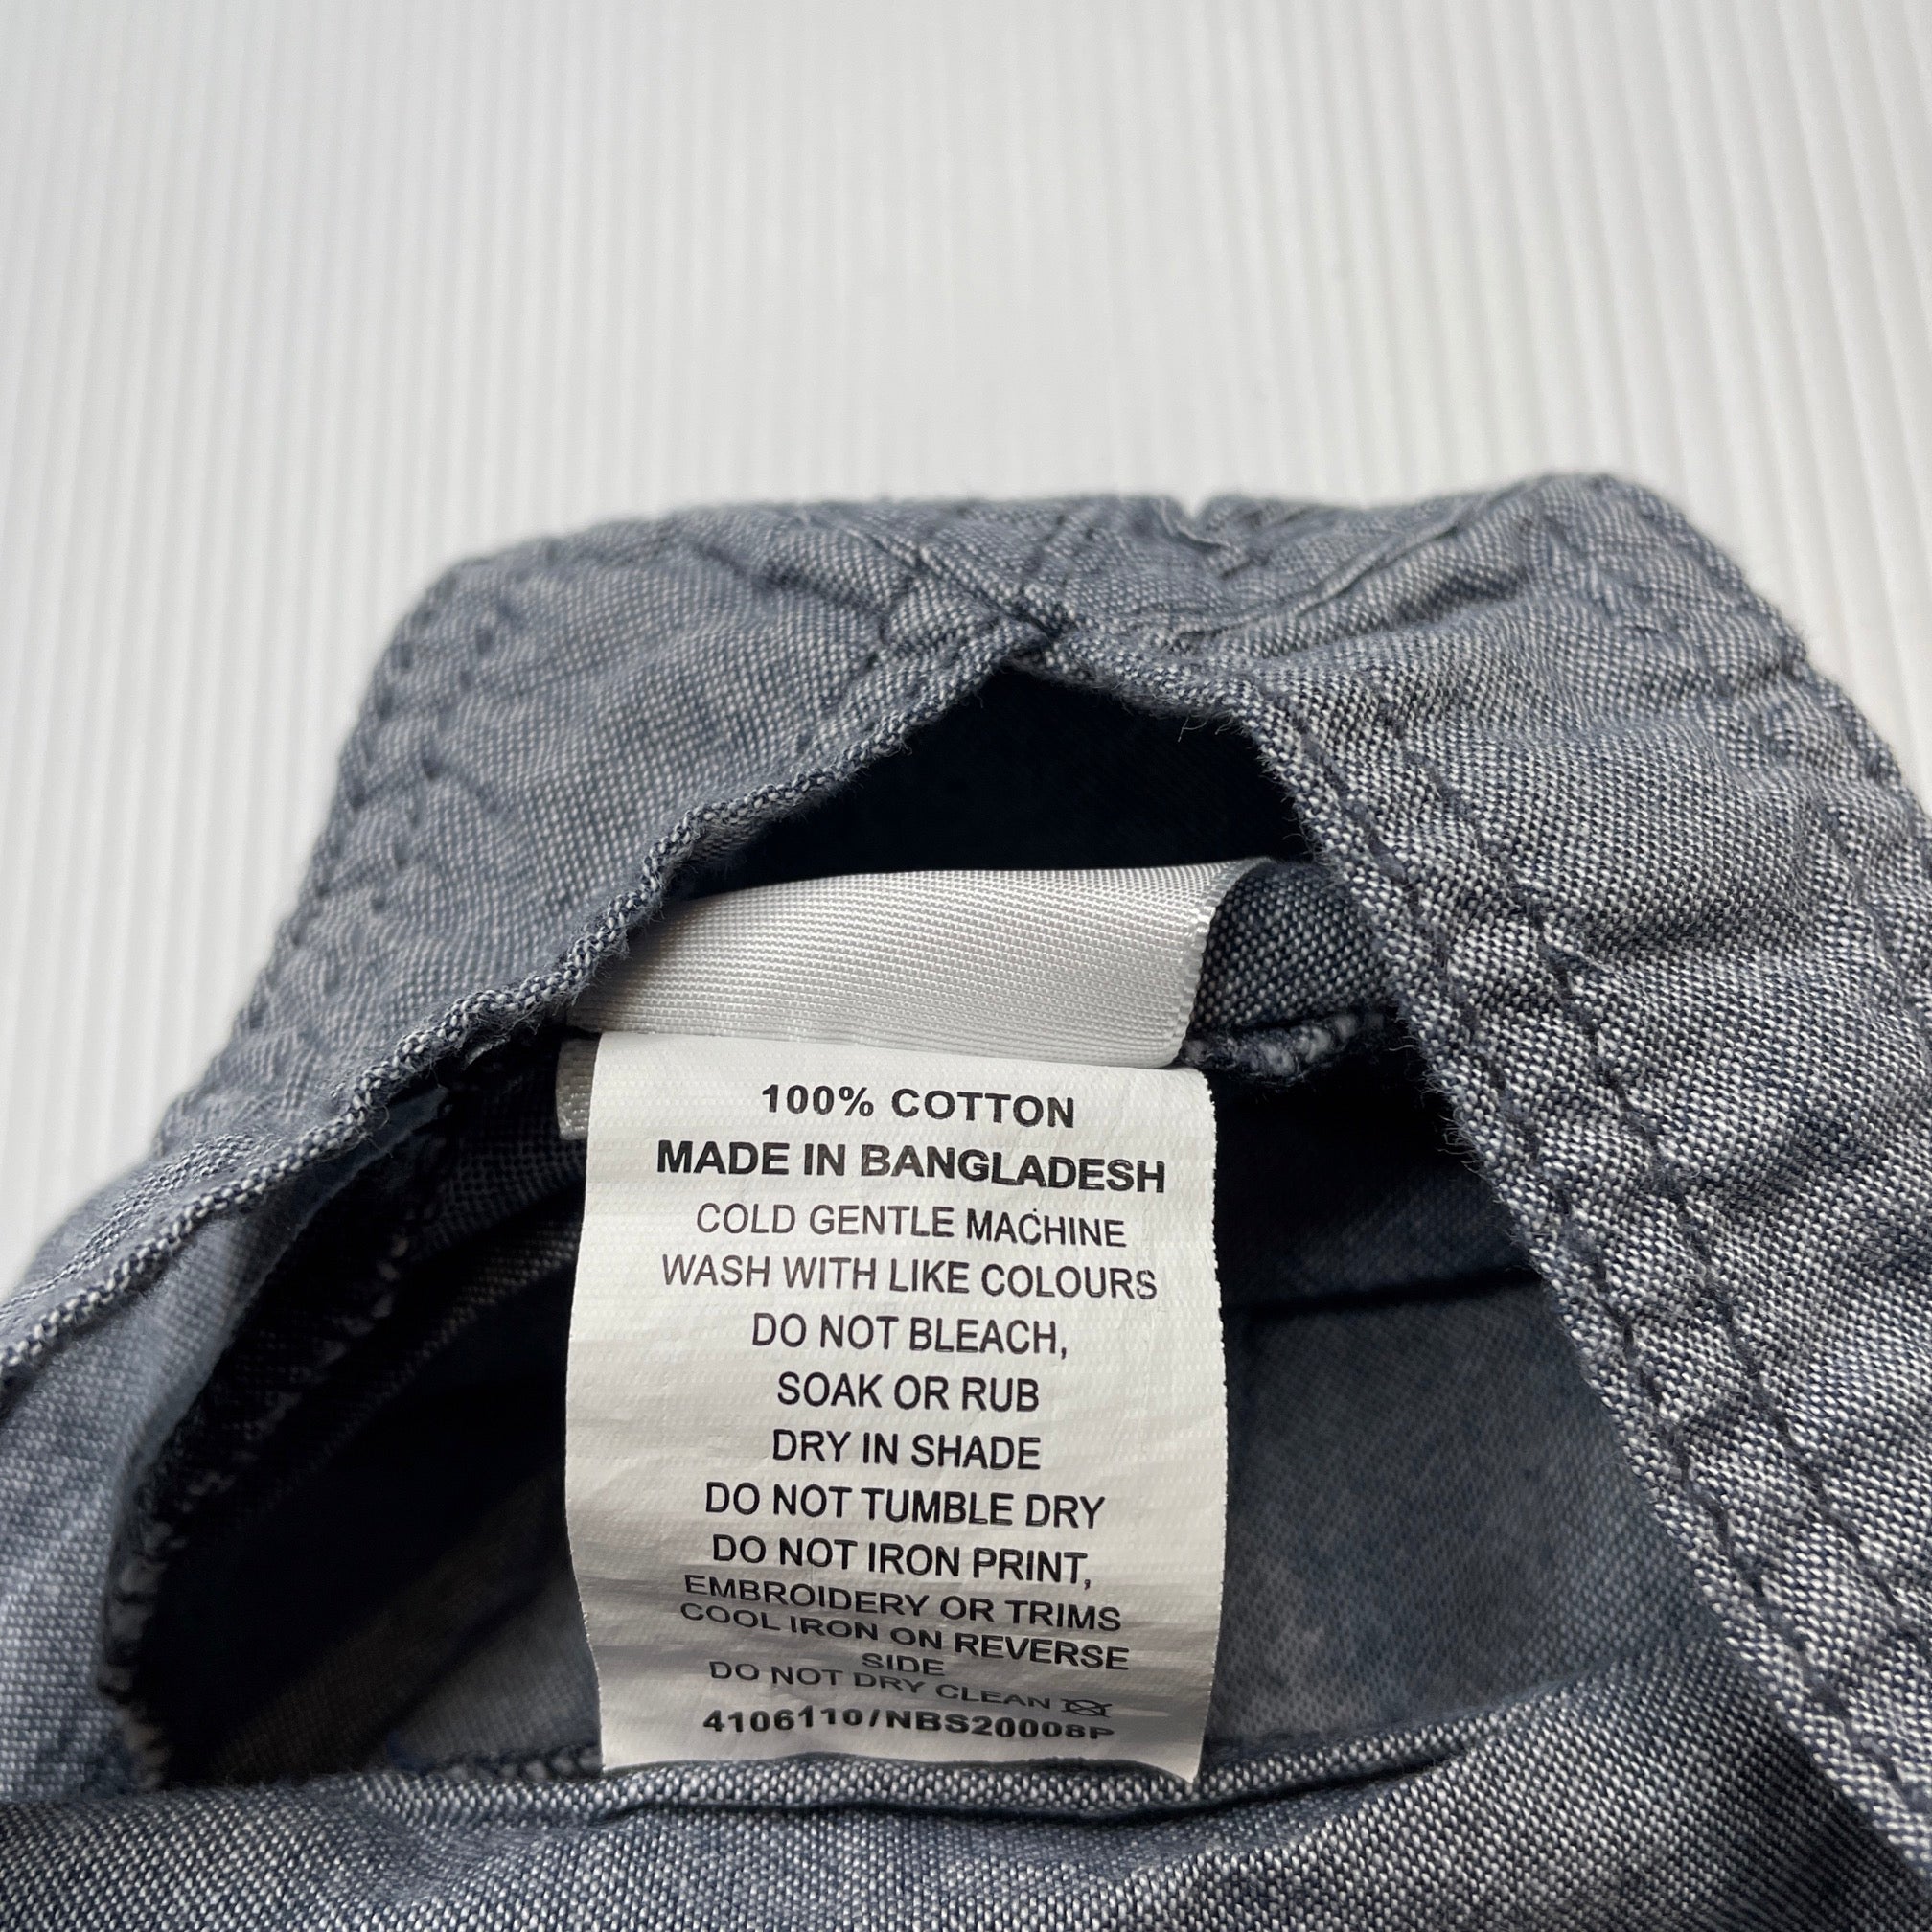 100% COTTON
MADE IN BANGLADESH
COLD GENTLE MACHINE
WASH WITH LIKE COLOURS
DO NOT BLEACH,
SOAK OR RUB
DRY IN SHADE
DO NOT TUMBLE DRY
DO NOT IRON PRINT,
EMBROIDERY OR TRIMS
COOL IRON ON REVERSE
SIDE
DO NOT DRY CLEAN
4106110/NBS20008P